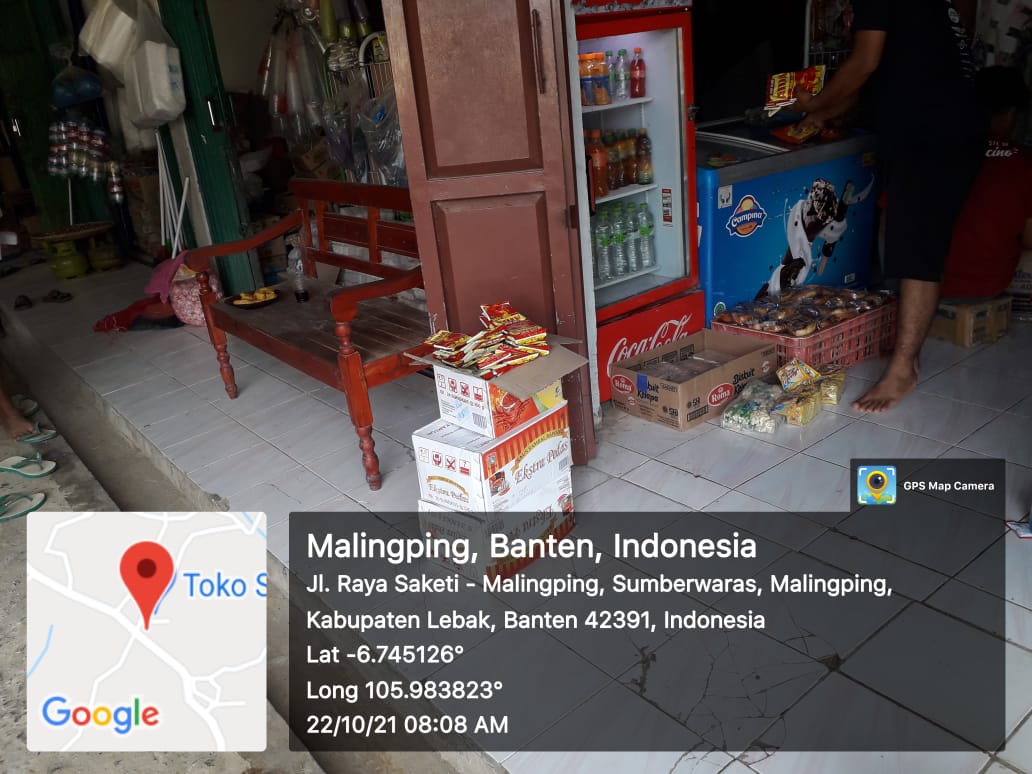 Campina
cino
Coca-Cola
Roma
Biskuit
Kelapa
Roma
Ekstra Pedas
Ekstra Pedas
GPS Map Camera
Toko S
Google
Malingping, Banten, Indonesia
Jl. Raya Saketi - Malingping, Sumberwaras, Malingping,
Kabupaten Lebak, Banten 42391, Indonesia
Lat -6.745126°
Long 105.983823°
22/10/21 08:08 AM